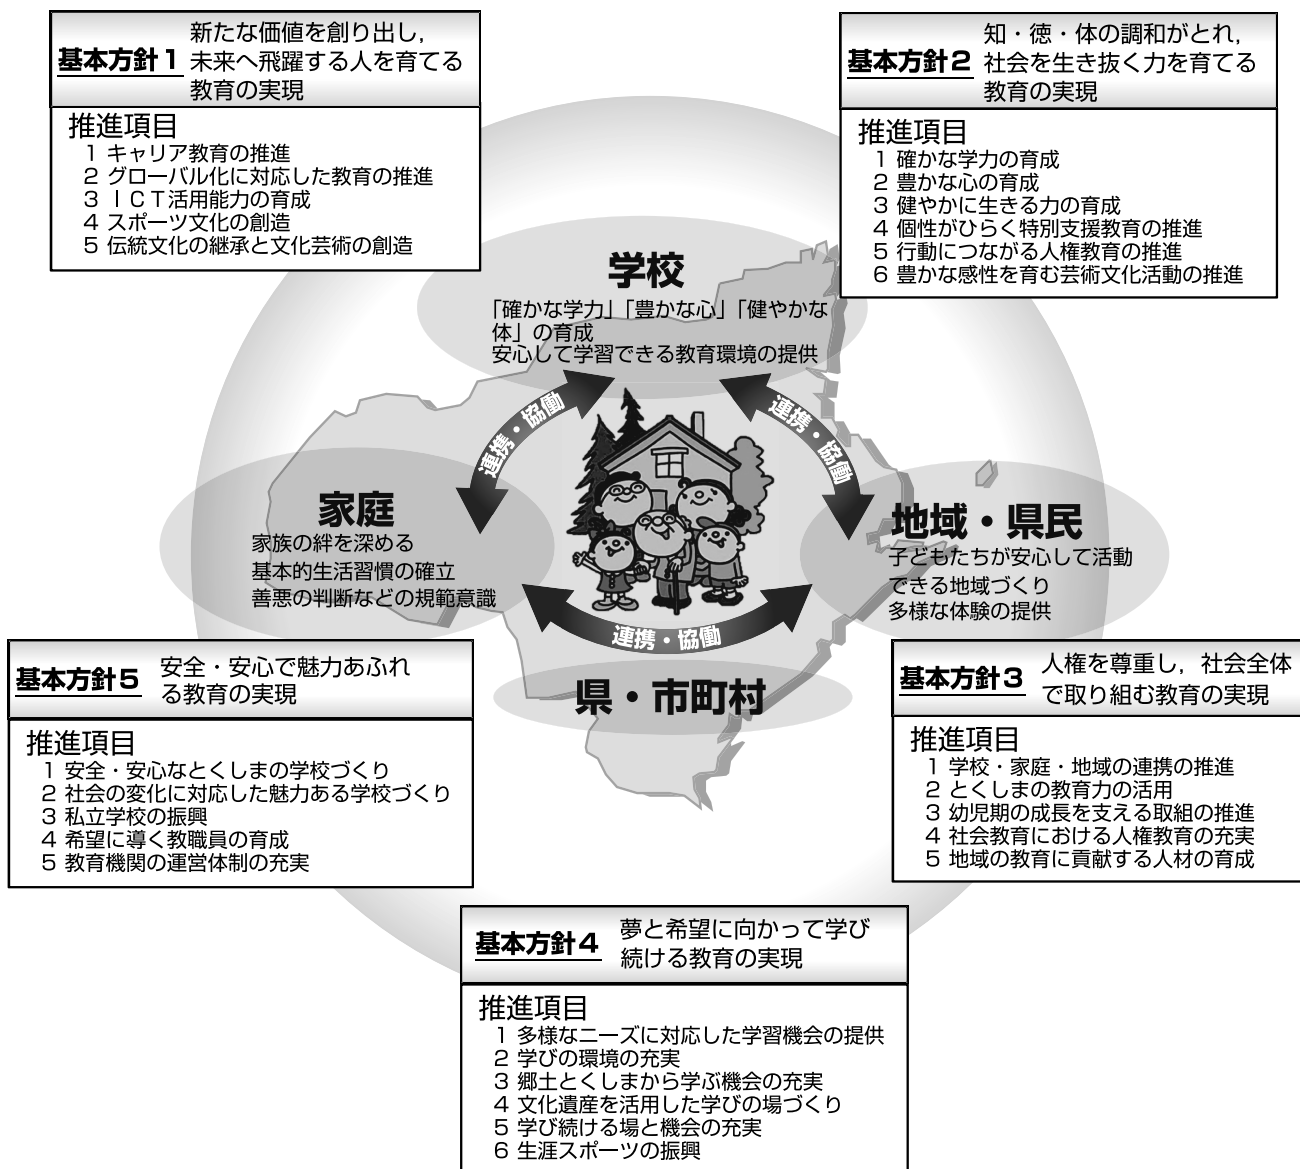 基本方針1
新たな価値を創り出し,
未来へ飛躍する人を育てる
教育の実現
推進項目
1 キャリア教育の推進
2 グローバル化に対応した教育の推進
3 ICT活用能力の育成
4 スポーツ文化の創造
5 伝統文化の継承と文化芸術の創造
基本方針2
知・徳・体の調和がとれ,
社会を生き抜く力を育てる
教育の実現
推進項目
1 確かな学力の育成
2 豊かな心の育成
3 健やかに生きる力の育成
4 個性がひらく特別支援教育の推進
5 行動につながる人権教育の推進
6 豊かな感性を育む芸術文化活動の推進
学校
「確かな学力」「豊かな心」「健やかな
体」の育成
安心して学習できる教育環境の提供
連携・協働
連携・協働
家庭
家族の絆を深める
基本的生活習慣の確立
善悪の判断などの規範意識
地域・県民
子どもたちが安心して活動
できる地域づくり
多様な体験の提供
連携・協働
県・市町村
基本方針5
安全・安心で魅力あふれ
る教育の実現
推進項目
1 安全・安心なとくしまの学校づくり
2 社会の変化に対応した魅力ある学校づくり
3 私立学校の振興
4 希望に導く教職員の育成
5 教育機関の運営体制の充実
基本方針3
人権を尊重し,社会全体
で取り組む教育の実現
推進項目
1 学校・家庭・地域の連携の推進
2 とくしまの教育力の活用
3 幼児期の成長を支える取組の推進
4 社会教育における人権教育の充実
5 地域の教育に貢献する人材の育成
基本方針4
夢と希望に向かって学び
続ける教育の実現
推進項目
1 多様なニーズに対応した学習機会の提供
2 学びの環境の充実
3 郷土とくしまから学ぶ機会の充実
4 文化遺産を活用した学びの場づくり
5 学び続ける場と機会の充実
6 生涯スポーツの振興